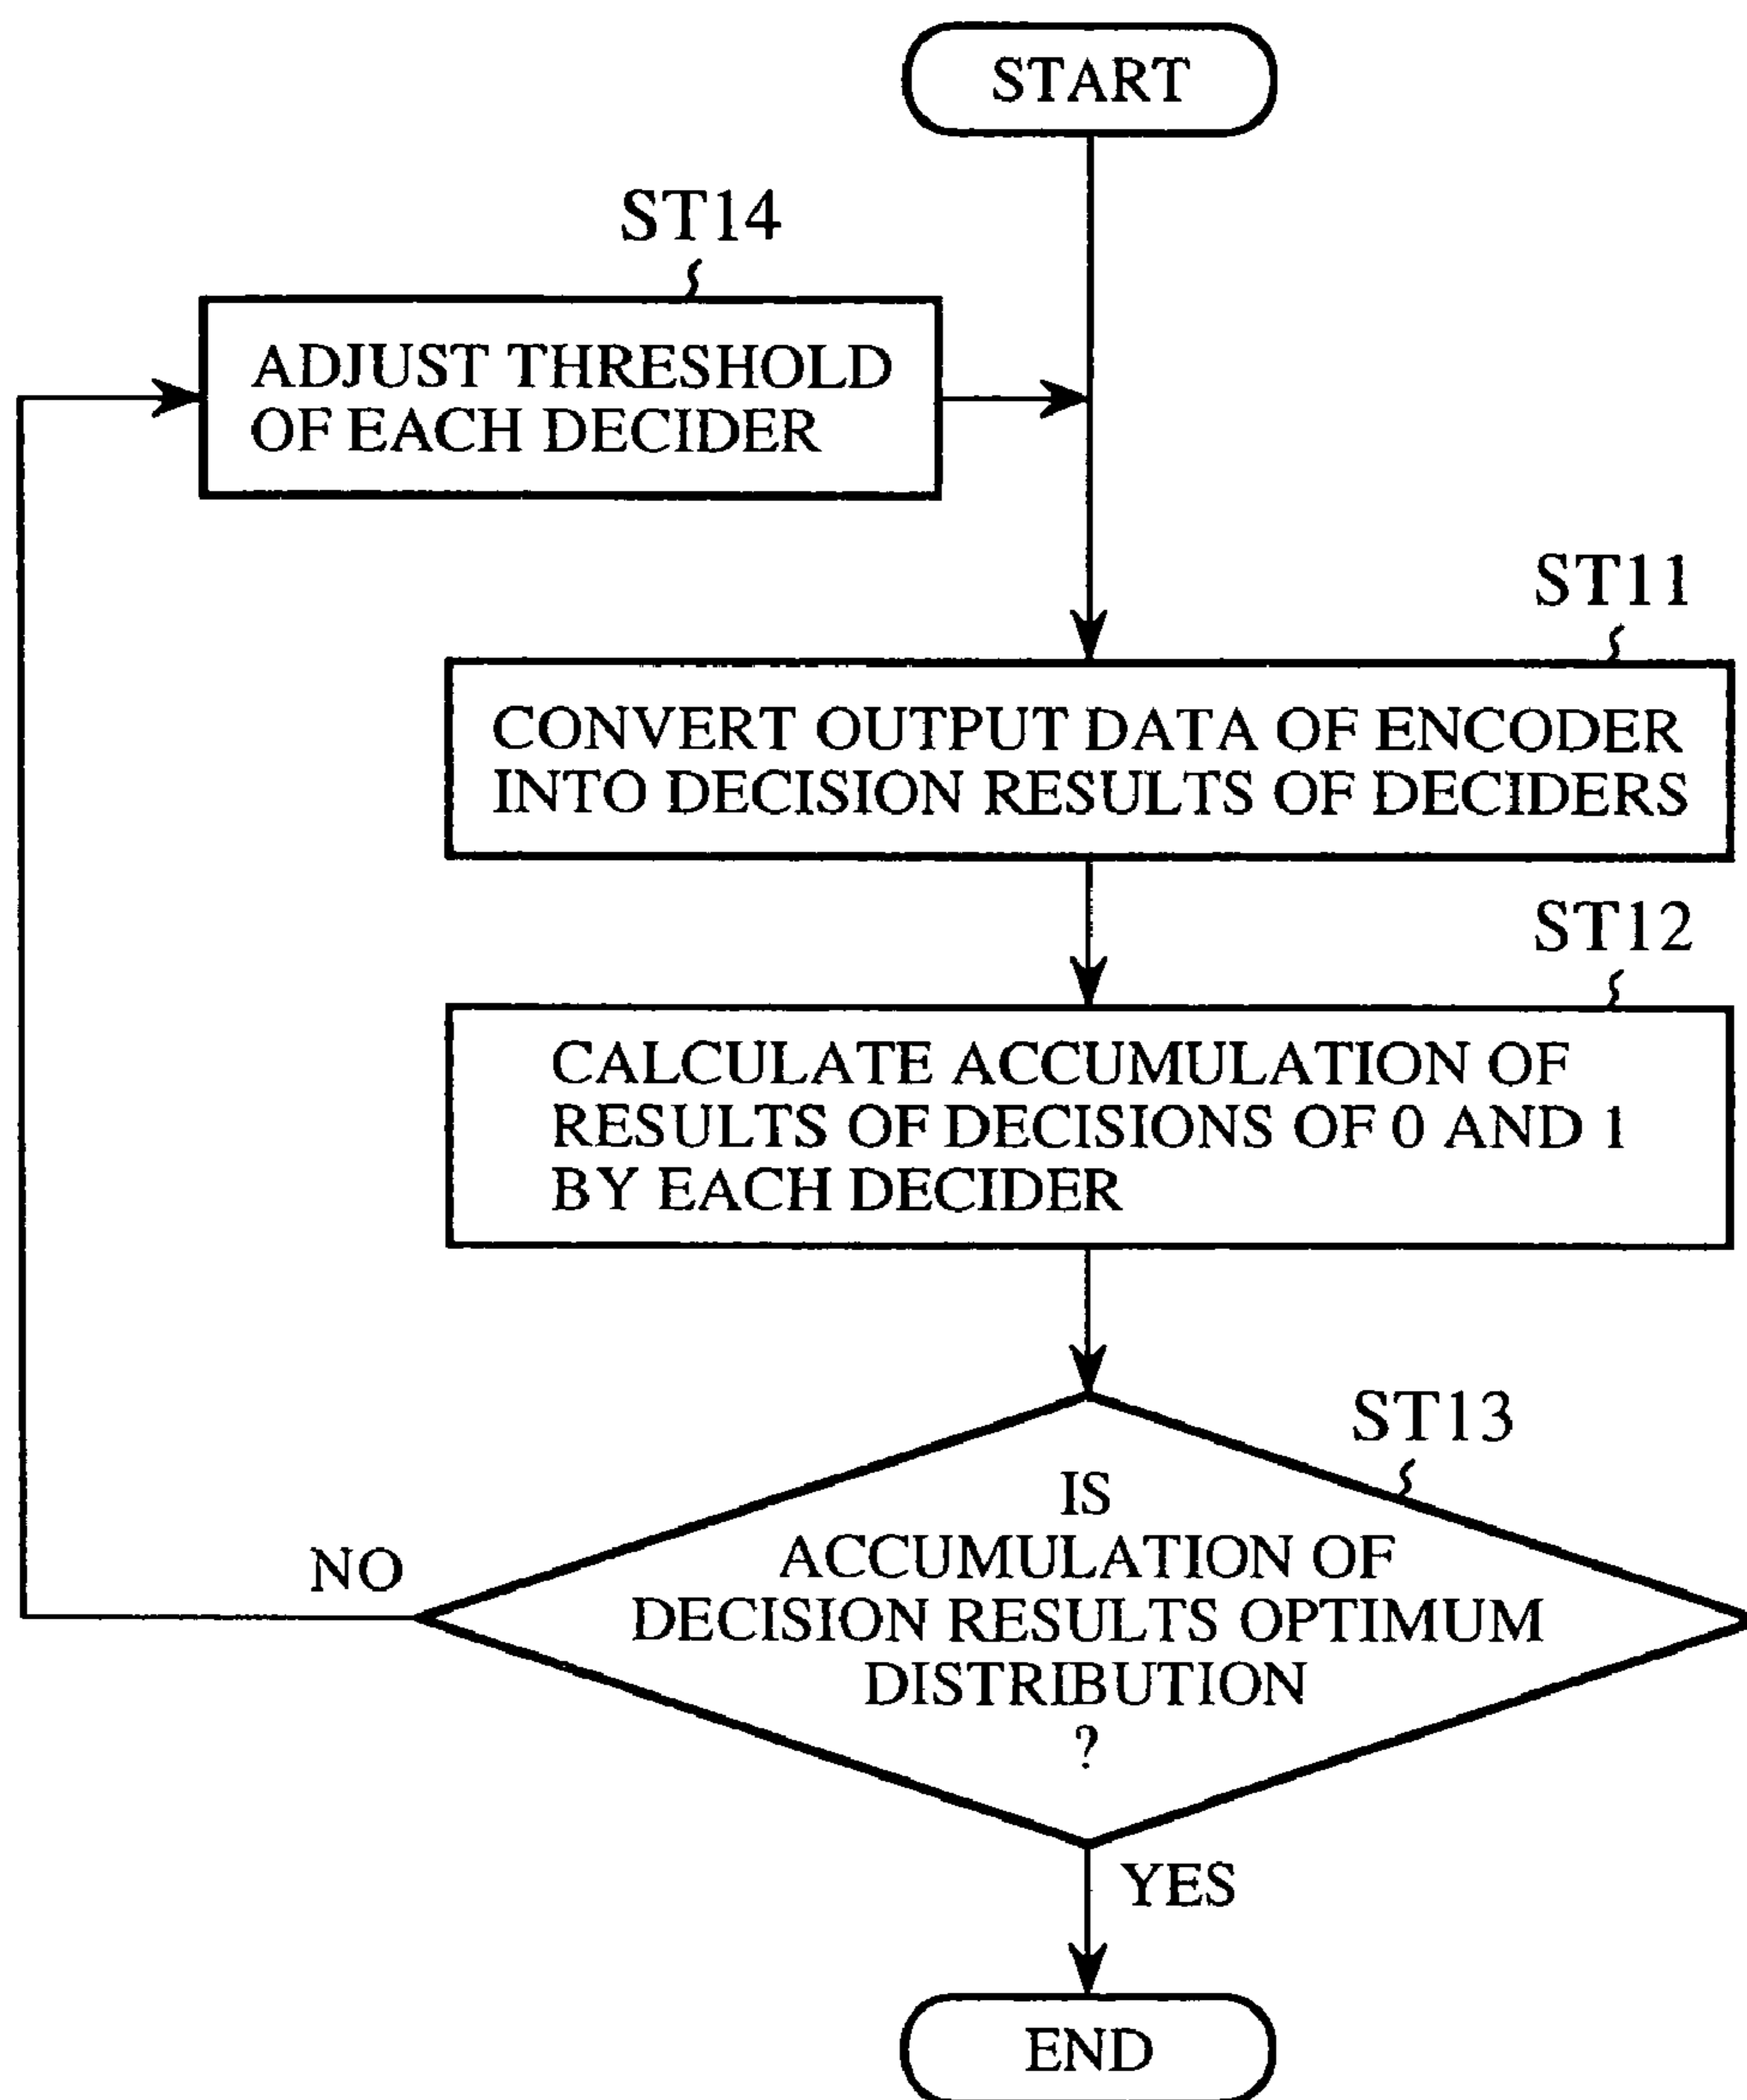 START
ST14
ADJUST THRESHOLD
OF EACH DECIDER
ST11
CONVERT OUTPUT DATA OF ENCODER
INTO DECISION RESULTS OF DECIDERS
ST12
CALCULATE ACCUMULATION OF
RESULTS OF DECISIONS OF 0 AND 1
BY EACH DECIDER
ST13
IS
ACCUMULATION OF
DECISION RESULTS OPTIMUM
DISTRIBUTION
?
NO
YES
END